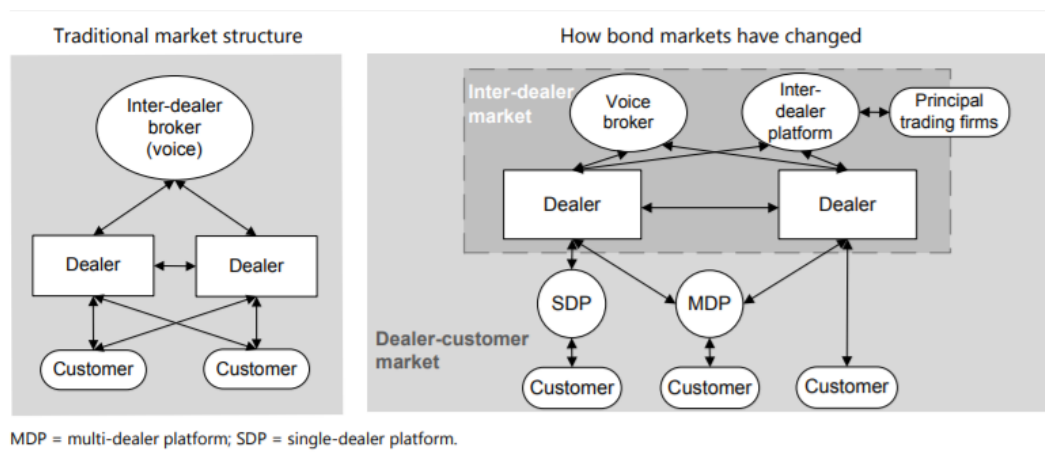 Traditional market structure
Inter-dealer
broker
(voice)
Dealer
Dealer
Customer
Customer
How bond markets have changed
Inter-dealer
market
Voice
broker
Inter-
dealer
platform
Principal
trading firms
Dealer
Dealer
SDP
MDP
Dealer-customer
market
Customer
Customer
Customer
MDP = multi-dealer platform; SDP = single-dealer platform.